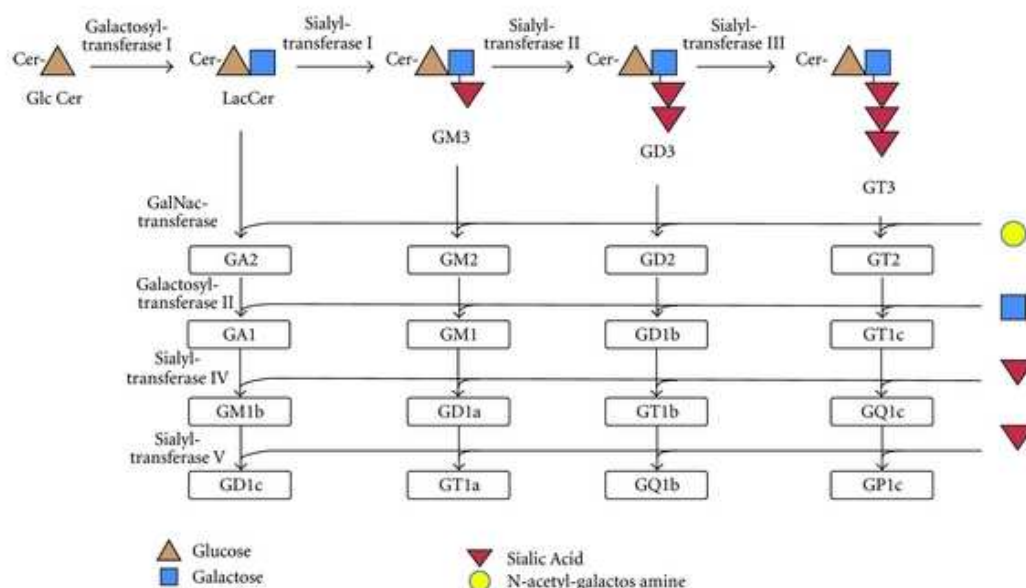 Galactosyl-
transferase I
Sialyl-
transferase I
Sialyl-
transferase II
Sialyl-
transferase III
Cer-
Cer-
Cer-
Cer-
Cer-
Glc Cer
LacCer
GM3
GD3
GT3
GalNac-
transferase
GA2
GM2
GD2
GT2
Galactosyl-
transferase II
GA1
GM1
GD1b
GT1c
Sialyl-
transferase IV
GM1b
GD1a
GT1b
GQ1c
Sialyl-
transferase V
GD1c
GT1a
GQ1b
GP1c
Glucose
Galactose
Sialic Acid
N-acetyl-galactos amine